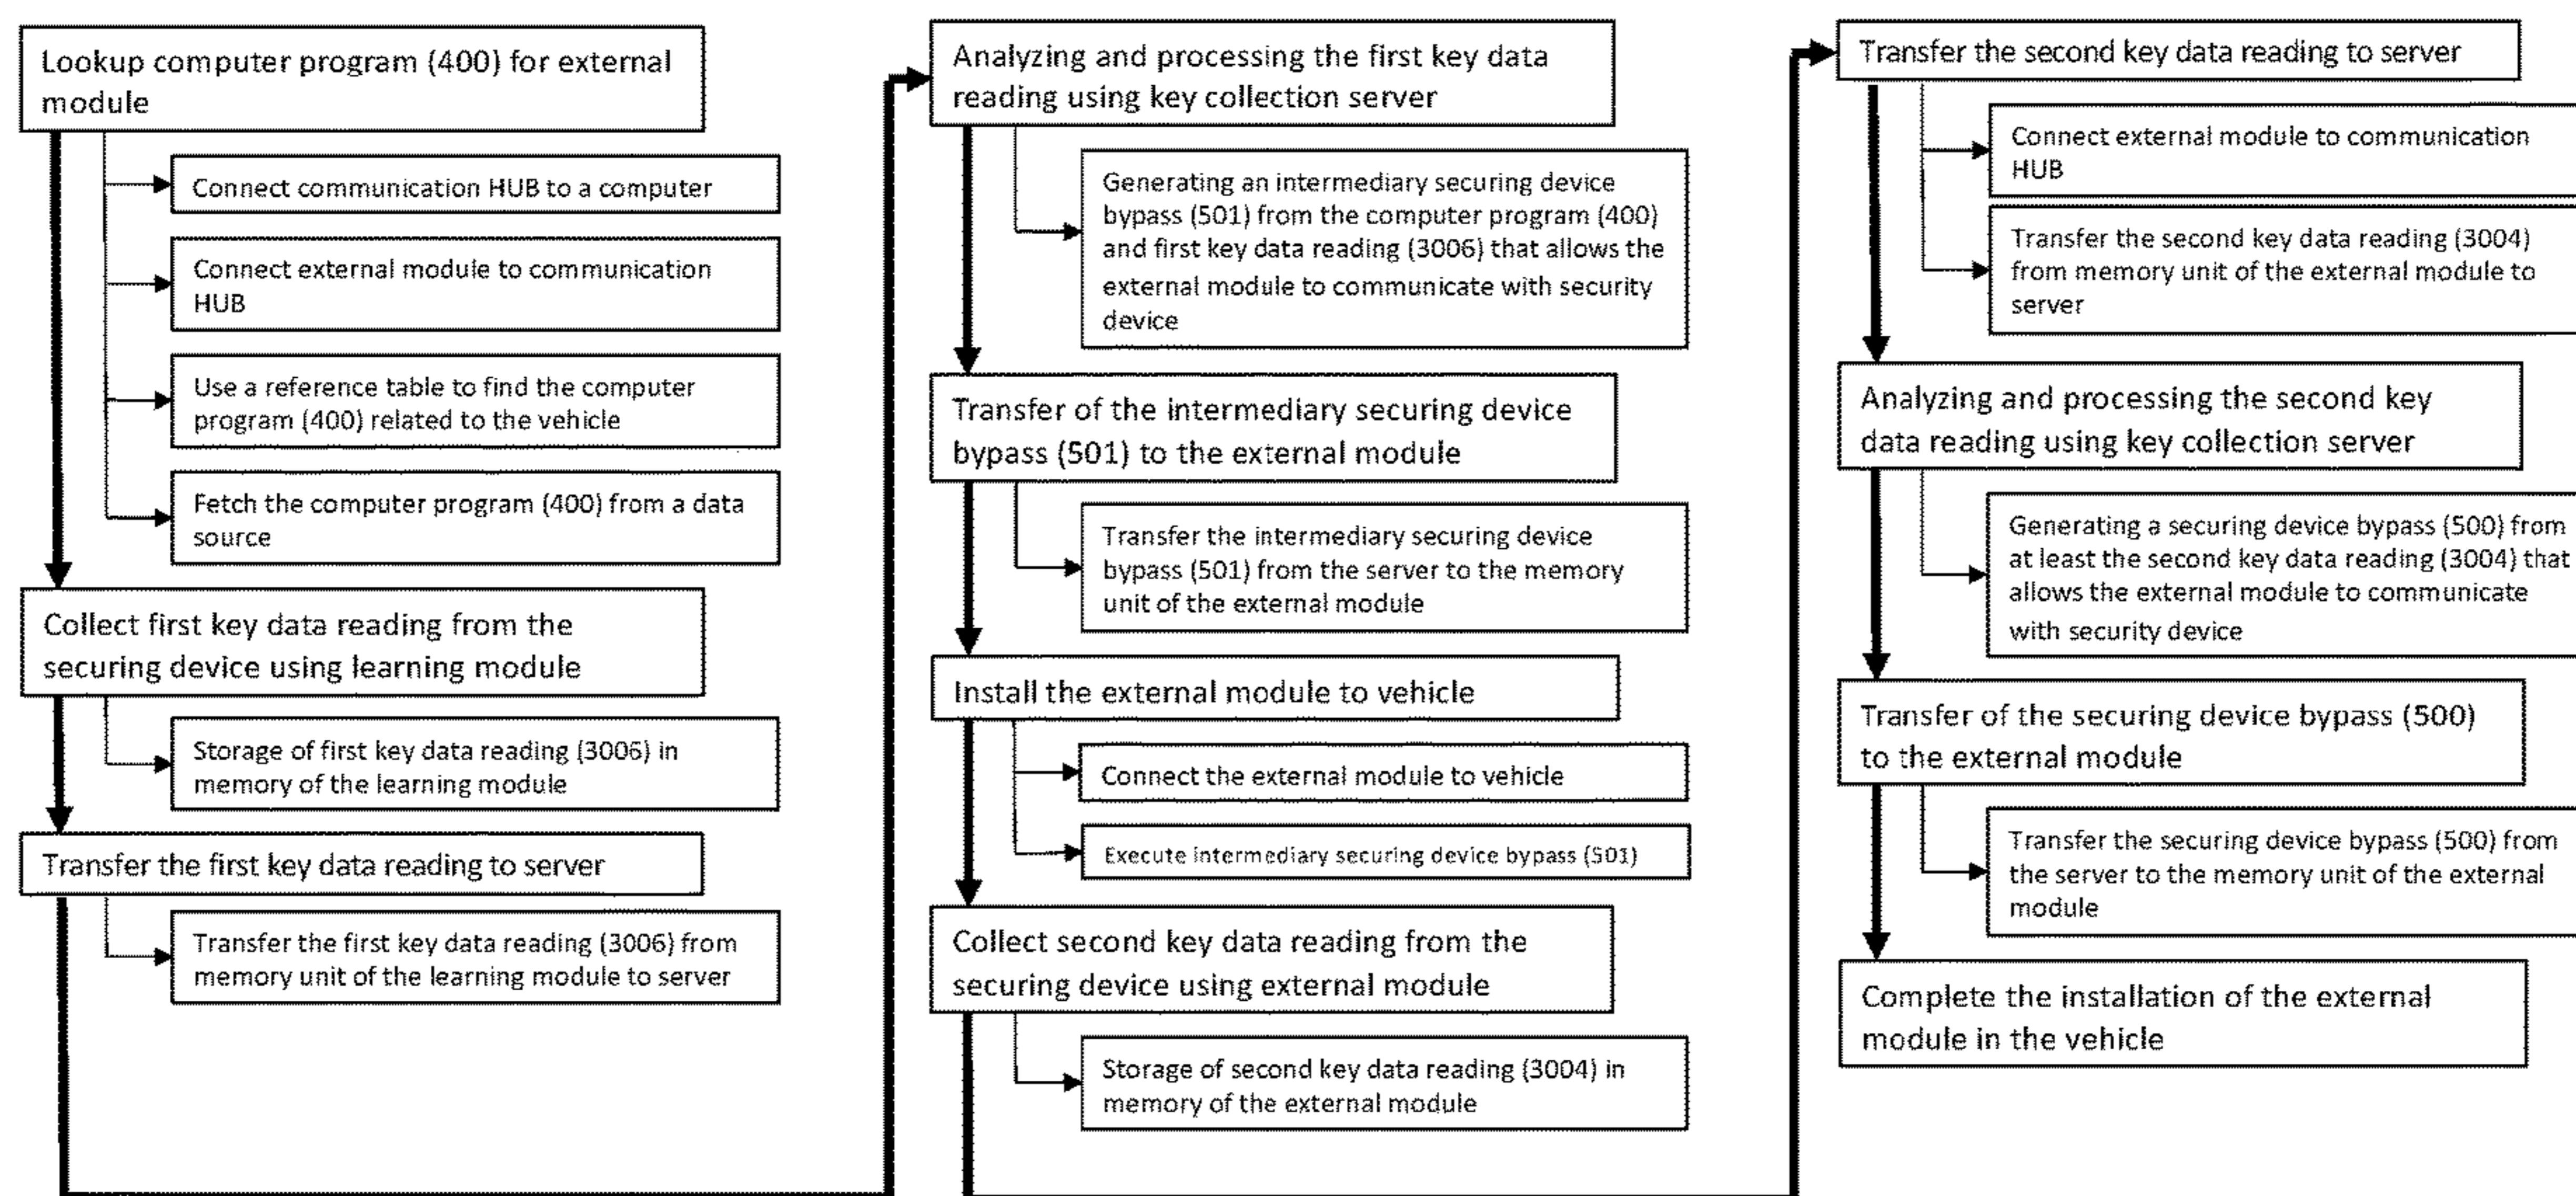 Lookup computer program (400) for external
module
Connect communication HUB to a computer
Connect external module to communication
HUB
Use a reference table to find the computer
program (400) related to the vehicle
Fetch the computer program (400) from a data
source
Collect first key data reading from the
securing device using learning module
Storage of first key data reading (3006) in
memory of the learning module
Transfer the first key data reading to server
Transfer the first key data reading (3006) from
memory unit of the learning module to server
Analyzing and processing the first key data
reading using key collection server
Generating an intermediary securing device
bypass (501) from the computer program (400)
and first key data reading (3006) that allows the
external module to communicate with security
device
Transfer of the intermediary securing device
bypass (501) to the external module
Transfer the intermediary securing device
bypass (501) from the server to the memory
unit of the external module
Install the external module to vehicle
Connect the external module to vehicle
Execute intermediary securing device bypass (501)
Collect second key data reading from the
securing device using external module
Storage of second key data reading (3004) in
memory of the external module
Transfer the second key data reading to server
Connect external module to communication
HUB
Transfer the second key data reading (3004)
from memory unit of the external module to
server
Analyzing and processing the second key
data reading using key collection server
Generating a securing device bypass (500) from
at least the second key data reading (3004) that
allows the external module to communicate
with security device
Transfer of the securing device bypass (500)
to the external module
Transfer the securing device bypass (500) from
the server to the memory unit of the external
module
Complete the installation of the external
module in the vehicle